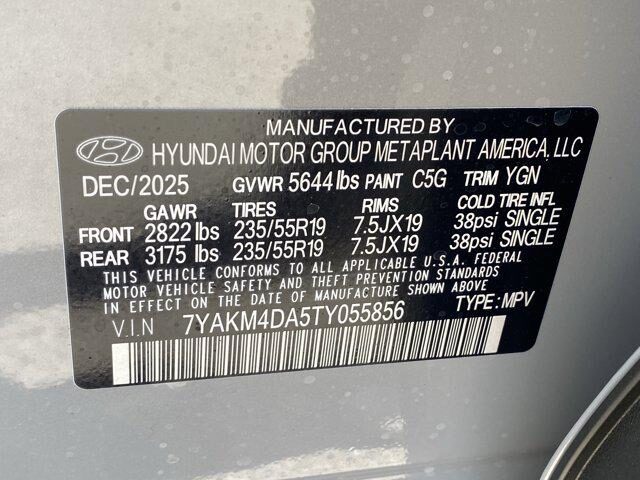 MANUFACTURED BY
HYUNDAI MOTOR GROUP METAPLANT AMERICA, LLC
DEC/2025 GVWR 5644 lbs PAINT C5G TRIM YGN
GAWR TIRES RIMS COLD TIRE INFL
FRONT 2822 lbs 235/55R19 7.5JX19 38psi SINGLE
REAR 3175 lbs 235/55R19 7.5JX19 38psi SINGLE
THIS VEHICLE CONFORMS TO ALL APPLICABLE U.S.A. FEDERAL
MOTOR VEHICLE SAFETY AND THEFT PREVENTION STANDARDS
IN EFFECT ON THE DATE OF MANUFACTURE SHOWN ABOVE.
V.I.N 7YAKM4DA5TY055856 TYPE: MPV